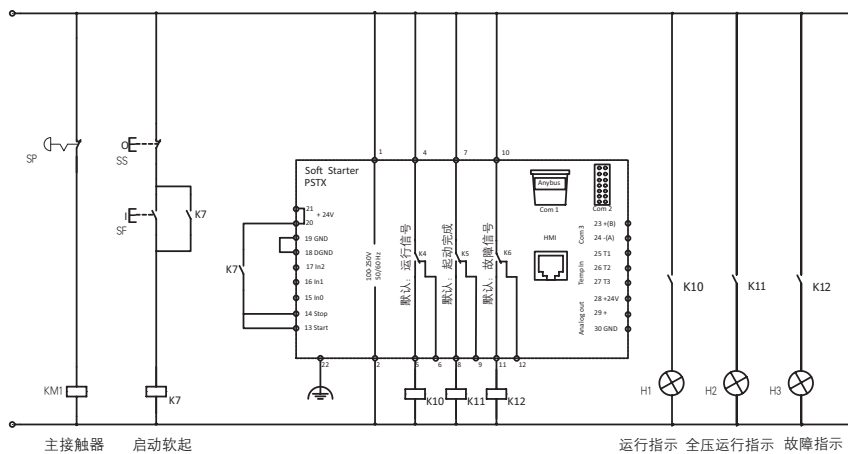 SP
SS
SF
K7
KM1
K7
主接触器
启动软起
K7
Soft Starter
PSTX
21
+ 24V
20
19 GND
18 DGND
17 In2
16 In1
15 In0
14 Stop
13 Start
22
1
100-250V
50/60 Hz
2
4
默认：运行信号
K4
5
6
K10
7
默认：起动完成
K5
8
9
K11
10
默认：故障信号
K6
11
12
K12
Anybus
Com 1
Com 2
HMI
Com 3
23 +(B)
24 -(A)
Temp In
25 T1
26 T2
27 T3
Analog out
28 +24V
29 +
30 GND
K10
K11
K12
H1
H2
H3
运行指示
全压运行指示
故障指示